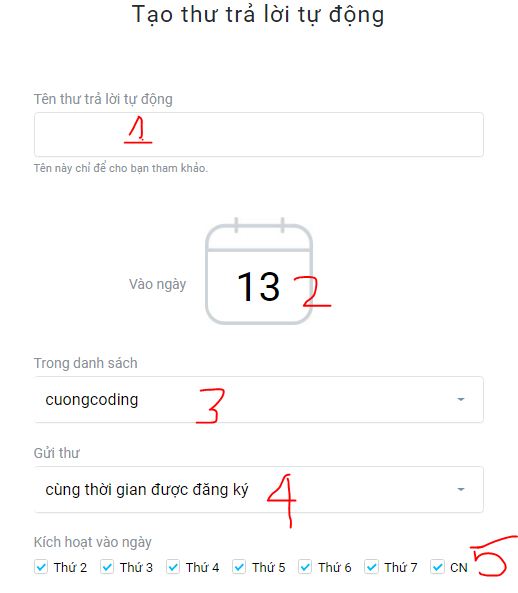 Tạo thư trả lời tự động
Tên thư trả lời tự động
1.
Tên này chỉ để cho bạn tham khảo.
Vào ngày 13 2
Trong danh sách
cuongcoding 3
Gửi thư
cùng thời gian được đăng ký 4
Kích hoạt vào ngày
Thứ 2 Thứ 3 Thứ 4 Thứ 5 Thứ 6 Thứ 7 CN 5